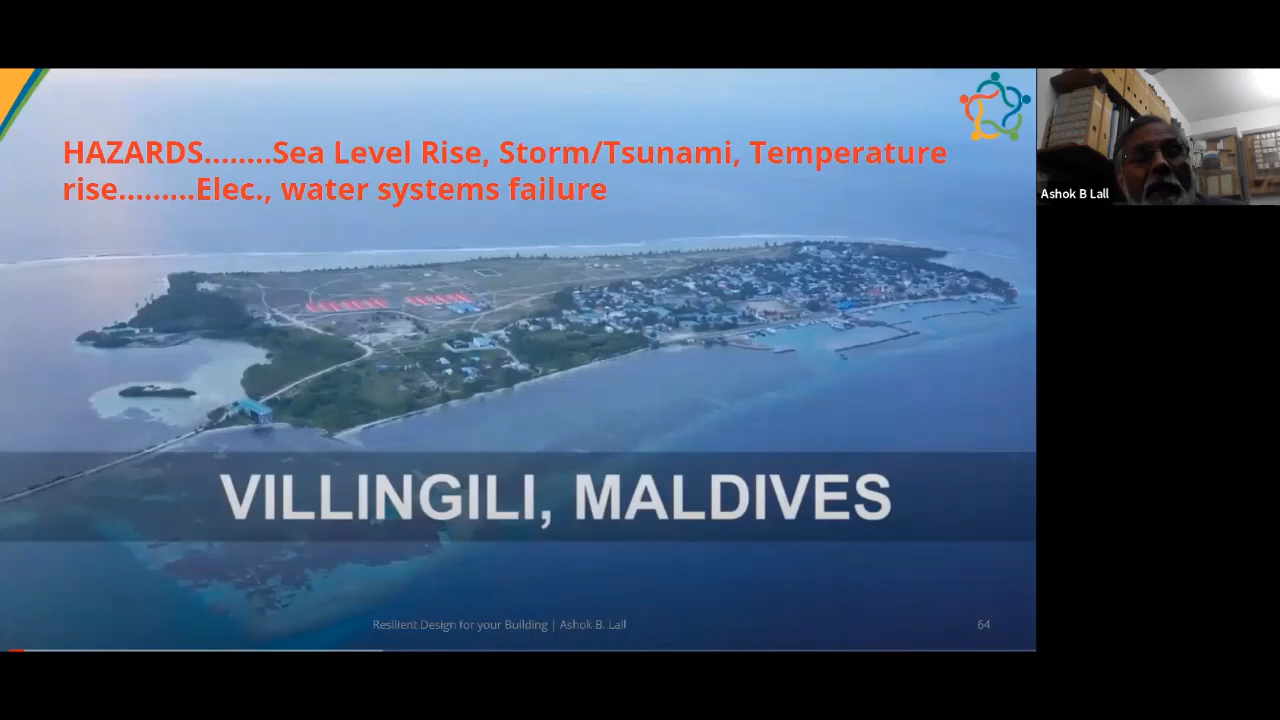 HAZARDS........Sea Level Rise, Storm/Tsunami, Temperature
rise.........Elec., water systems failure
Ashok B Lall
VILLINGILI, MALDIVES
Resilient Design for your Building | Ashok B. Lall
64